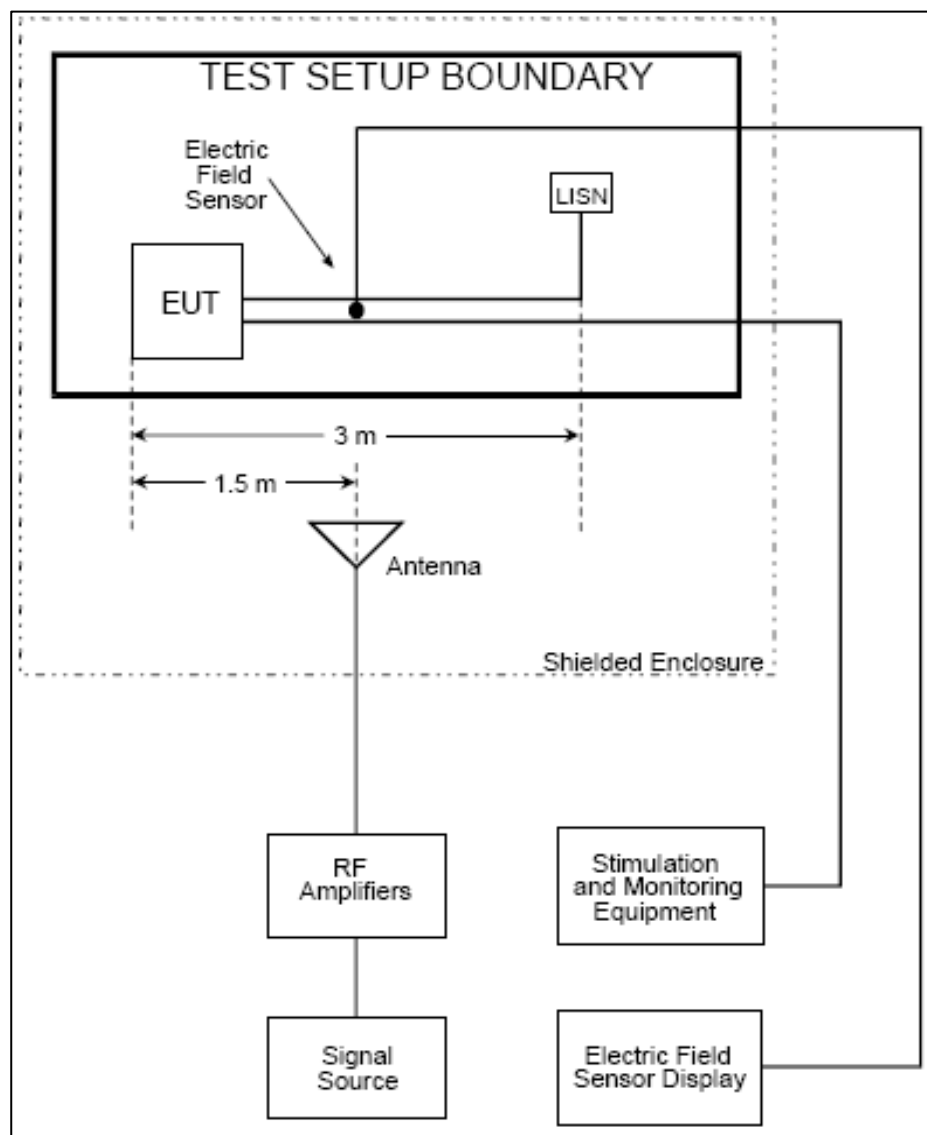 TEST SETUP BOUNDARY
Electric
Field
Sensor
LISN
EUT
3 m
1.5 m
Antenna
Shielded Enclosure
RF
Amplifiers
Stimulation
and Monitoring
Equipment
Signal
Source
Electric Field
Sensor Display